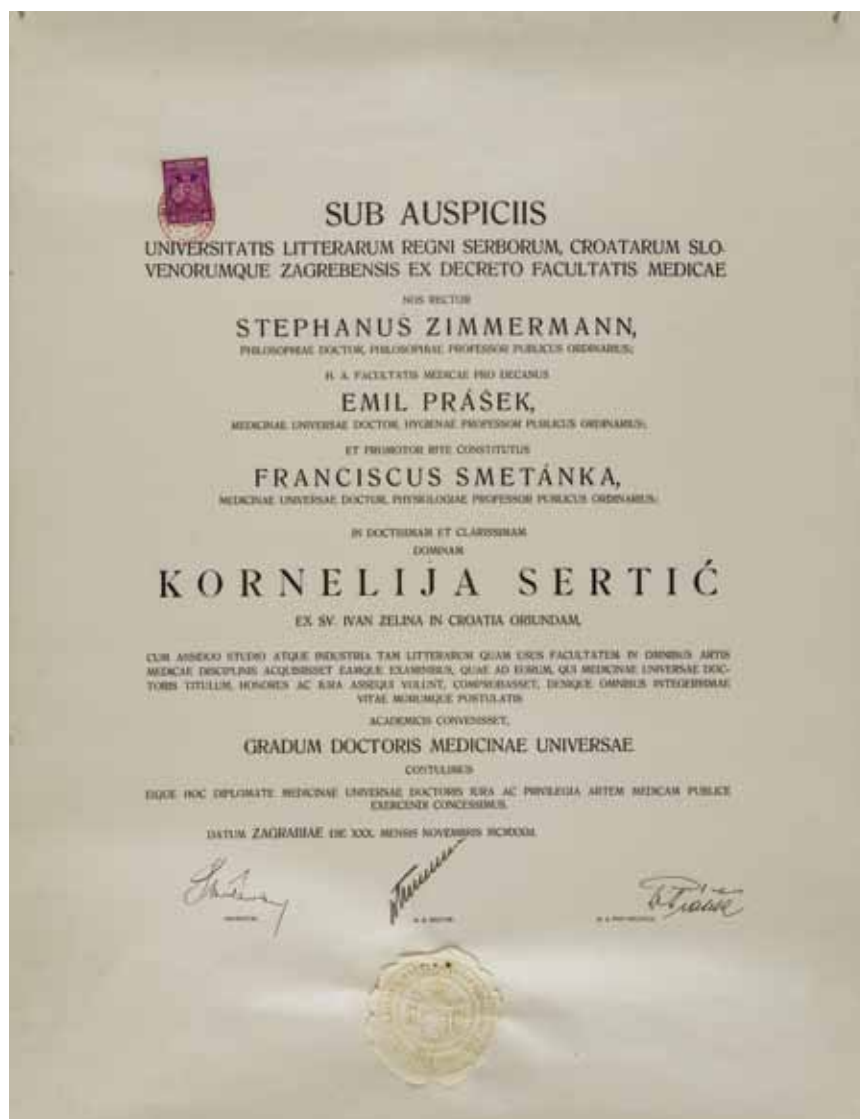 SUB AUSPICIIS
UNIVERSITATIS LITTERARUM REGNI SERBORUM, CROATARUM SLO-
VENORUMQUE ZAGREBENSIS EX DECRETO FACULTATIS MEDICAE
NOS RECTOR
STEPHANUS ZIMMERMANN,
PHILOSOPHIAE DOCTOR, PHILOSOPHIAE PROFESSOR PUBLICUS ORDINARIUS;
H. A. FACULTATIS MEDICAE PRO DECANUS
EMIL PRÁŠEK,
MEDICINAE UNIVERSAE DOCTOR, HYGIENAE PROFESSOR PUBLICUS ORDINARIUS;
ET PROMOTOR RITE CONSTITUTUS
FRANCISCUS SMETÁNKA,
MEDICINAE UNIVERSAE DOCTOR, PHYSIOLOGIAE PROFESSOR PUBLICUS ORDINARIUS;
IN DOCTISSIMAM ET CLARISSIMAM
DOMINAM
KORNELIJA SERTIĆ
EX SV. IVAN ZELINA IN CROATIA ORIUNDAM,
CUM ASSIDUO STUDIO ATQUE INDUSTRIA TAM LITTERARUM QUAM USUS FACULTATEM IN OMNIBUS ARTIS
MEDICAE DISCIPLINIS ACQUISISSET EAMQUE EXAMINIBUS, QUAE AD EORUM, QUI MEDICINAE UNIVERSAE DOC-
TORIS TITULUM, HONORES AC IURA ASSEQUI VOLUNT, COMPROBASSET, DENIQUE OMNIBUS INTEGERRIMAE
VITAE MORUMQUE POSTULATIS
ACADEMICIS CONVENISSET,
GRADUM DOCTORIS MEDICINAE UNIVERSAE
CONTULIMUS
EIQUE HOC DIPLOMATE MEDICINAE UNIVERSAE DOCTORIS IURA AC PRIVILEGIA ARTEM MEDICAM PUBLICE
EXERCENDI CONCESSIMUS.
DATUM ZAGRABIAE DIE XXX. MENSIS NOVEMBRIS